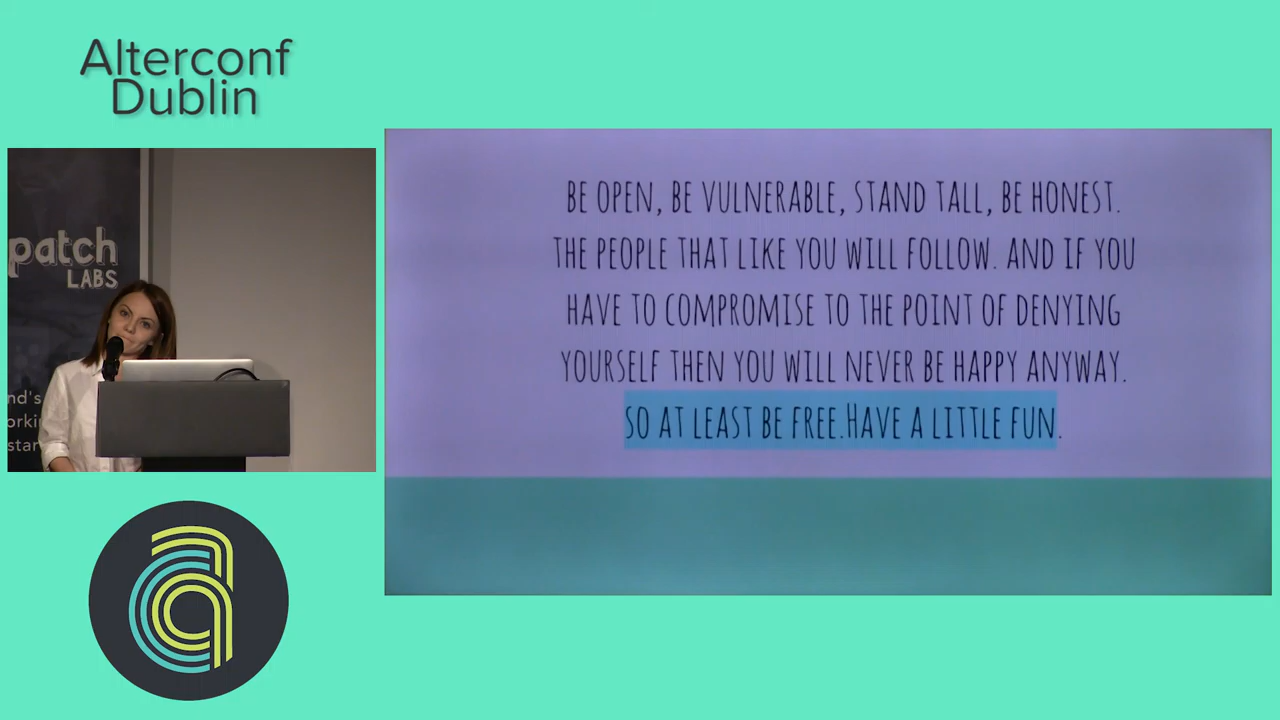 Alterconf
Dublin
patch
LABS
nd's
orki
star
BE OPEN, BE VULNERABLE, STAND TALL, BE HONEST.
THE PEOPLE THAT LIKE YOU WILL FOLLOW. AND IF YOU
HAVE TO COMPROMISE TO THE POINT OF DENYING
YOURSELF THEN YOU WILL NEVER BE HAPPY ANYWAY.
SO AT LEAST BE FREE.HAVE A LITTLE FUN.